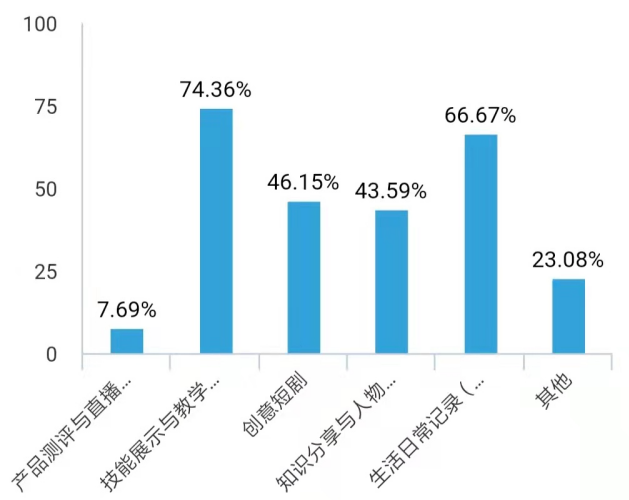 100
75
50
25
0
7.69%
74.36%
46.15%
43.59%
66.67%
23.08%
产品测评与直播...
技能展示与教学...
创意短剧
知识分享与人物...
生活日常记录（...
其他